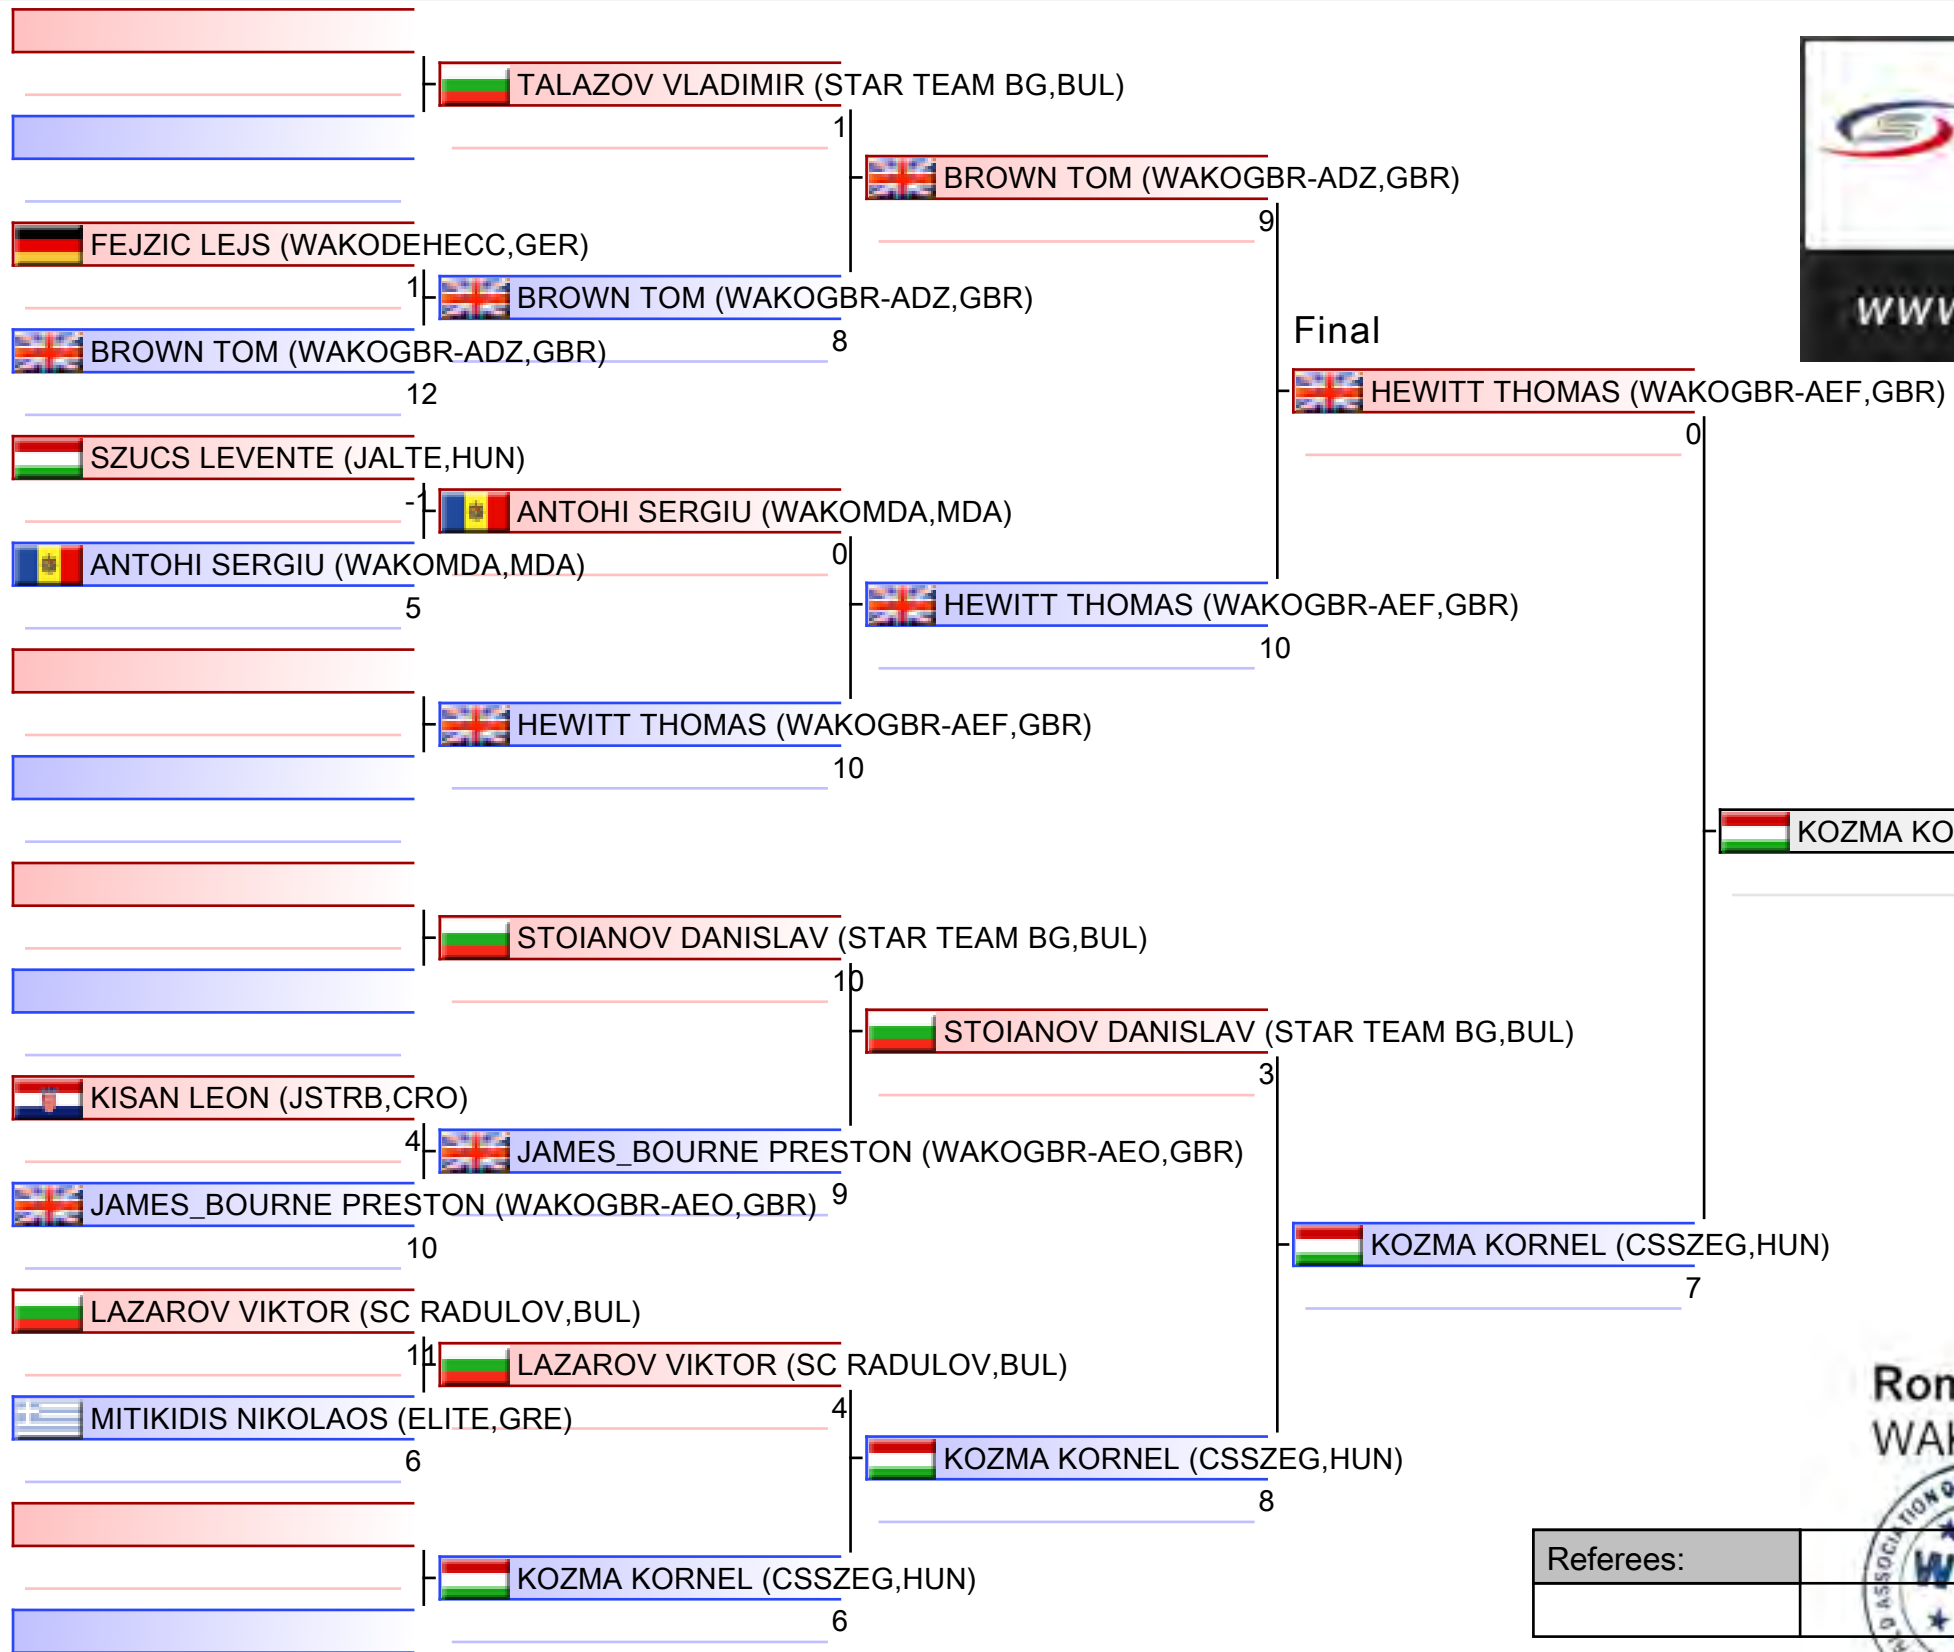 TALAZOV VLADIMIR (STAR TEAM BG,BUL)
1
BROWN TOM (WAKOGBR-ADZ,GBR)
9
FEJZIC LEJS (WAKODEHECC,GER)
1
BROWN TOM (WAKOGBR-ADZ,GBR)
8
BROWN TOM (WAKOGBR-ADZ,GBR)
12
Final
HEWITT THOMAS (WAKOGBR-AEF,GBR)
0
SZUCS LEVENTE (JALTE,HUN)
-1
ANTOHI SERGIU (WAKOMDA,MDA)
0
ANTOHI SERGIU (WAKOMDA,MDA)
5
HEWITT THOMAS (WAKOGBR-AEF,GBR)
10
HEWITT THOMAS (WAKOGBR-AEF,GBR)
10
KOZMA KO
STOIANOV DANISLAV (STAR TEAM BG,BUL)
10
STOIANOV DANISLAV (STAR TEAM BG,BUL)
3
KISAN LEON (JSTRB,CRO)
4
JAMES_BOURNE PRESTON (WAKOGBR-AEO,GBR)
9
JAMES_BOURNE PRESTON (WAKOGBR-AEO,GBR)
10
KOZMA KORNEL (CSSZEG,HUN)
7
LAZAROV VIKTOR (SC RADULOV,BUL)
11
LAZAROV VIKTOR (SC RADULOV,BUL)
4
MITIKIDIS NIKOLAOS (ELITE,GRE)
6
KOZMA KORNEL (CSSZEG,HUN)
8
KOZMA KORNEL (CSSZEG,HUN)
6
Referees: